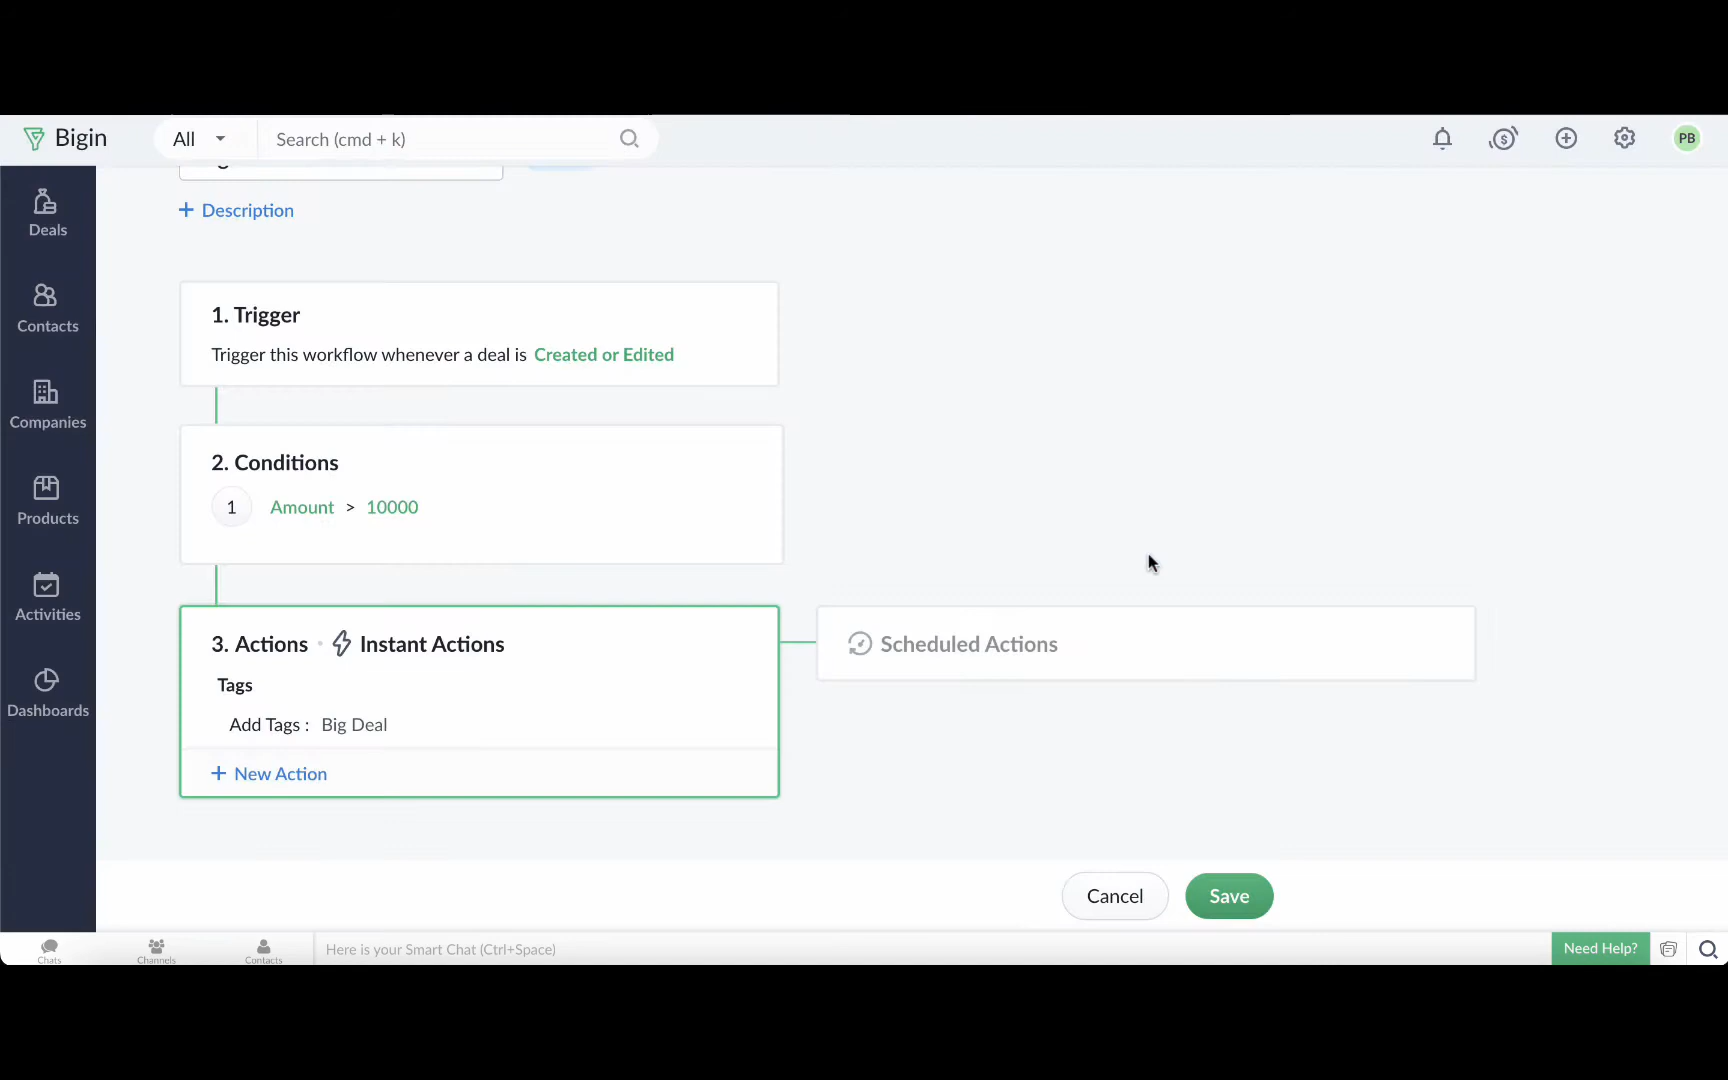 Bigin
All
Search (cmd + k)
PB
+ Description
Deals
Contacts
Companies
Products
Activities
Dashboards
1. Trigger
Trigger this workflow whenever a deal is Created or Edited
2. Conditions
1 Amount > 10000
3. Actions • Instant Actions
Scheduled Actions
Tags
Add Tags : Big Deal
+ New Action
Cancel
Save
Chats
Channels
Contacts
Here is your Smart Chat (Ctrl+Space)
Need Help?